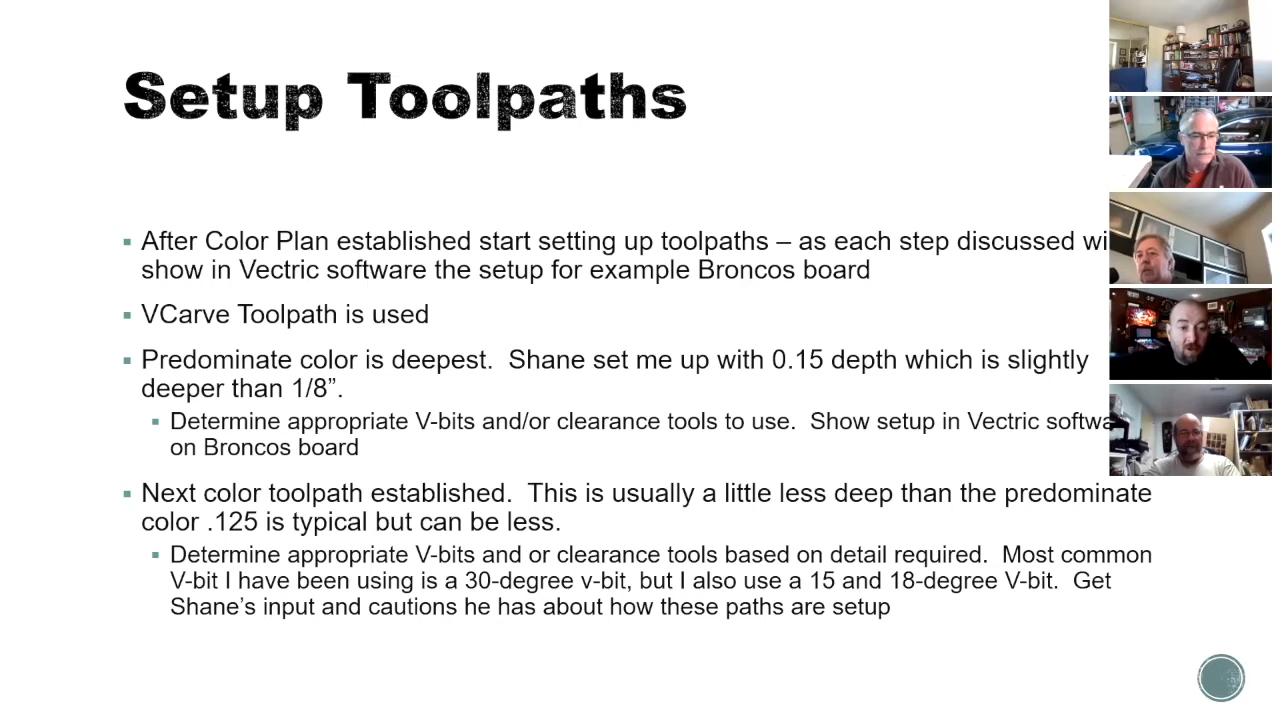 Setup Toolpaths
After Color Plan established start setting up toolpaths – as each step discussed wi
show in Vectric software the setup for example Broncos board
VCarve Toolpath is used
Predominate color is deepest.  Shane set me up with 0.15 depth which is slightly
deeper than 1/8”.
Determine appropriate V-bits and/or clearance tools to use.  Show setup in Vectric softwa
on Broncos board
Next color toolpath established.  This is usually a little less deep than the predominate
color .125 is typical but can be less.
Determine appropriate V-bits and or clearance tools based on detail required.  Most common
V-bit I have been using is a 30-degree v-bit, but I also use a 15 and 18-degree V-bit.  Get
Shane’s input and cautions he has about how these paths are setup